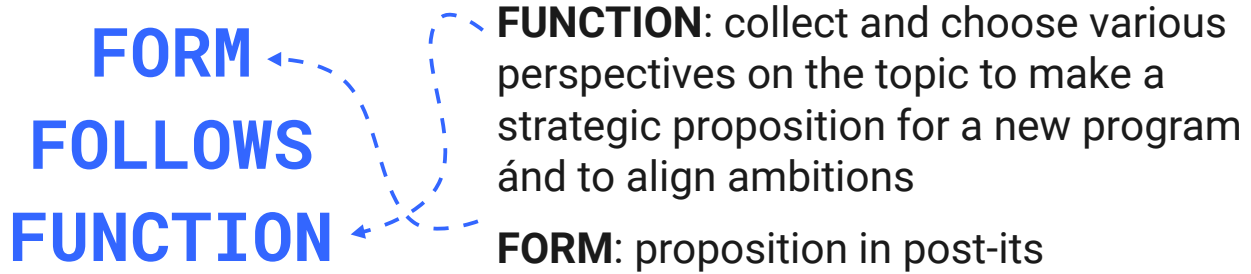 FORM
FOLLOWS
FUNCTION
FUNCTION: collect and choose various
perspectives on the topic to make a
strategic proposition for a new program
ánd to align ambitions
FORM: proposition in post-its